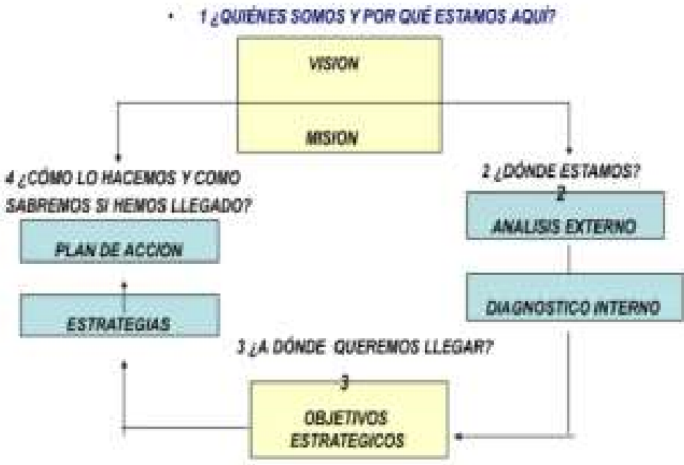 • 1 ¿QUIÉNES SOMOS Y POR QUÉ ESTAMOS AQUÍ?
VISION
MISION
4 ¿CÓMO LO HACEMOS Y COMO
SABREMOS SI HEMOS LLEGADO?
PLAN DE ACCION
ESTRATEGIAS
2 ¿DÓNDE ESTAMOS?
2
ANALISIS EXTERNO
DIAGNOSTICO INTERNO
3 ¿A DÓNDE QUEREMOS LLEGAR?
3
OBJETIVOS
ESTRATEGICOS